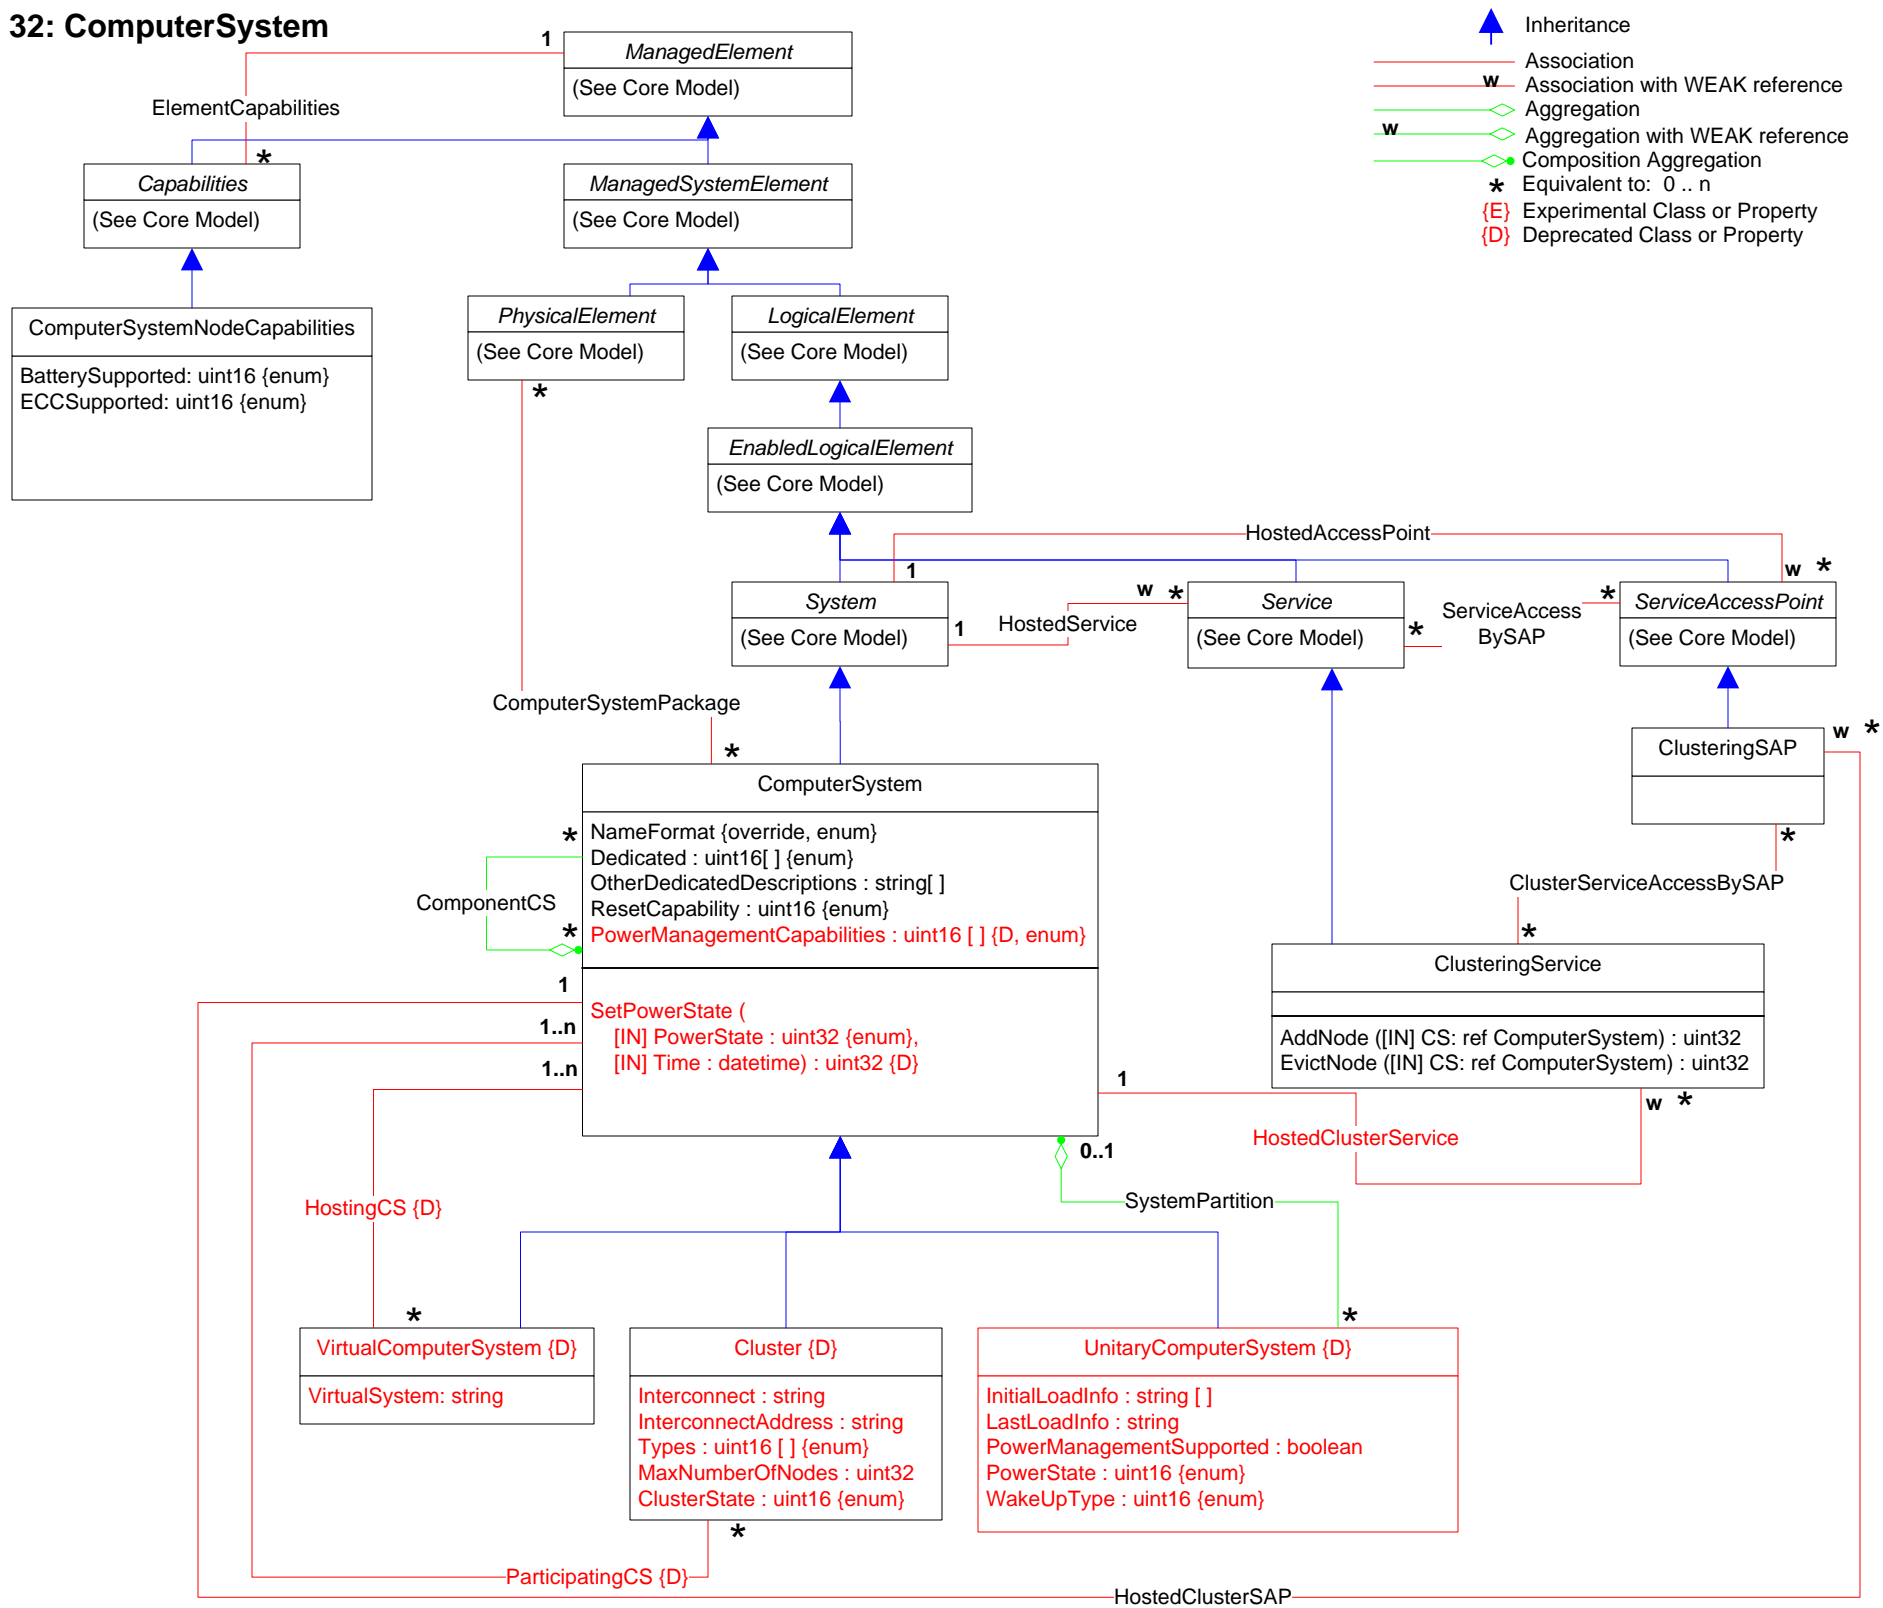 32: ComputerSystem
Inheritance
Association
w
Association with WEAK reference
Aggregation
w
Aggregation with WEAK reference
Composition Aggregation
* Equivalent to: 0 .. n
{E} Experimental Class or Property
{D} Deprecated Class or Property
1
ManagedElement
(See Core Model)
ElementCapabilities
*
Capabilities
(See Core Model)
ManagedSystemElement
(See Core Model)
ComputerSystemNodeCapabilities
BatterySupported: uint16 {enum}
ECCSupported: uint16 {enum}
PhysicalElement
(See Core Model)
*
LogicalElement
(See Core Model)
EnabledLogicalElement
(See Core Model)
HostedAccessPoint
1
w *
System
(See Core Model)
1
HostedService
w *
Service
(See Core Model)
*
ServiceAccess
BySAP
*
ServiceAccessPoint
(See Core Model)
ComputerSystemPackage
*
ClusteringSAP
w *
*
ClusterServiceAccessBySAP
*
ComputerSystem
NameFormat {override, enum}
Dedicated : uint16[ ] {enum}
OtherDedicatedDescriptions : string[ ]
ResetCapability : uint16 {enum}
PowerManagementCapabilities : uint16 [ ] {D, enum}
SetPowerState (
[IN] PowerState : uint32 {enum},
[IN] Time : datetime) : uint32 {D}
*
ComponentCS
*
1
1..n
1..n
ClusteringService
AddNode ([IN] CS: ref ComputerSystem) : uint32
EvictNode ([IN] CS: ref ComputerSystem) : uint32
1
w *
HostedClusterService
0..1
SystemPartition
HostingCS {D}
*
*
VirtualComputerSystem {D}
VirtualSystem: string
Cluster {D}
Interconnect : string
InterconnectAddress : string
Types : uint16 [ ] {enum}
MaxNumberOfNodes : uint32
ClusterState : uint16 {enum}
*
UnitaryComputerSystem {D}
InitialLoadInfo : string [ ]
LastLoadInfo : string
PowerManagementSupported : boolean
PowerState : uint16 {enum}
WakeUpType : uint16 {enum}
ParticipatingCS {D}
HostedClusterSAP